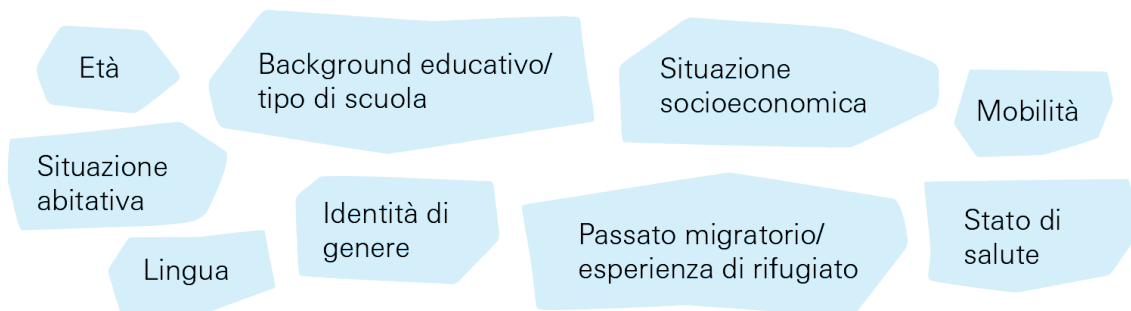 Età
Background educativo/
tipo di scuola
Situazione
socioeconomica
Mobilità
Situazione
abitativa
Lingua
Identità di
genere
Passato migratorio/
esperienza di rifugiato
Stato di
salute